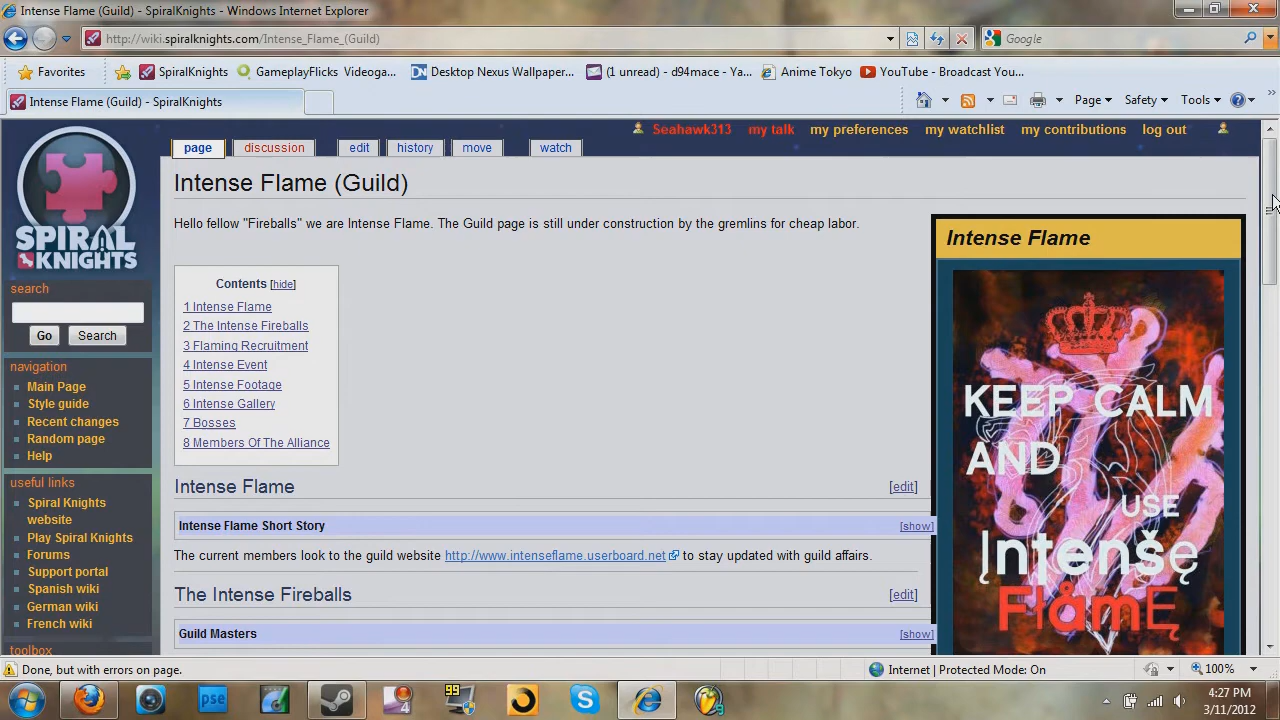 Intense Flame (Guild) - SpiralKnights - Windows Internet Explorer
http://wiki.spiralknights.com/Intense_Flame_(Guild)
Google
Favorites
SpiralKnights
GameplayFlicks Videoga...
Desktop Nexus Wallpaper...
(1 unread) - d94mace - Ya...
Anime Tokyo
YouTube - Broadcast You...
Intense Flame (Guild) - SpiralKnights
Page
Safety
Tools
Seahawk313 my talk my preferences my watchlist my contributions log out
page discussion edit history move watch
SPIRAL
KNIGHTS
search
Go Search
navigation
Main Page
Style guide
Recent changes
Random page
Help
useful links
Spiral Knights
website
Play Spiral Knights
Forums
Support portal
Spanish wiki
German wiki
French wiki
toolbox
Intense Flame (Guild)
Hello fellow "Fireballs" we are Intense Flame. The Guild page is still under construction by the gremlins for cheap labor.
Contents [hide]
1 Intense Flame
2 The Intense Fireballs
3 Flaming Recruitment
4 Intense Event
5 Intense Footage
6 Intense Gallery
7 Bosses
8 Members Of The Alliance
Intense Flame [edit]
Intense Flame Short Story [show]
The current members look to the guild website http://www.intenseflame.userboard.net to stay updated with guild affairs.
The Intense Fireballs [edit]
Guild Masters [show]
Intense Flame
KEEP CALM
AND
USE
Įntenšę
FłåmĘ
Done, but with errors on page.
Internet | Protected Mode: On
100%
pse
4
99
9
4:27 PM
3/11/2012